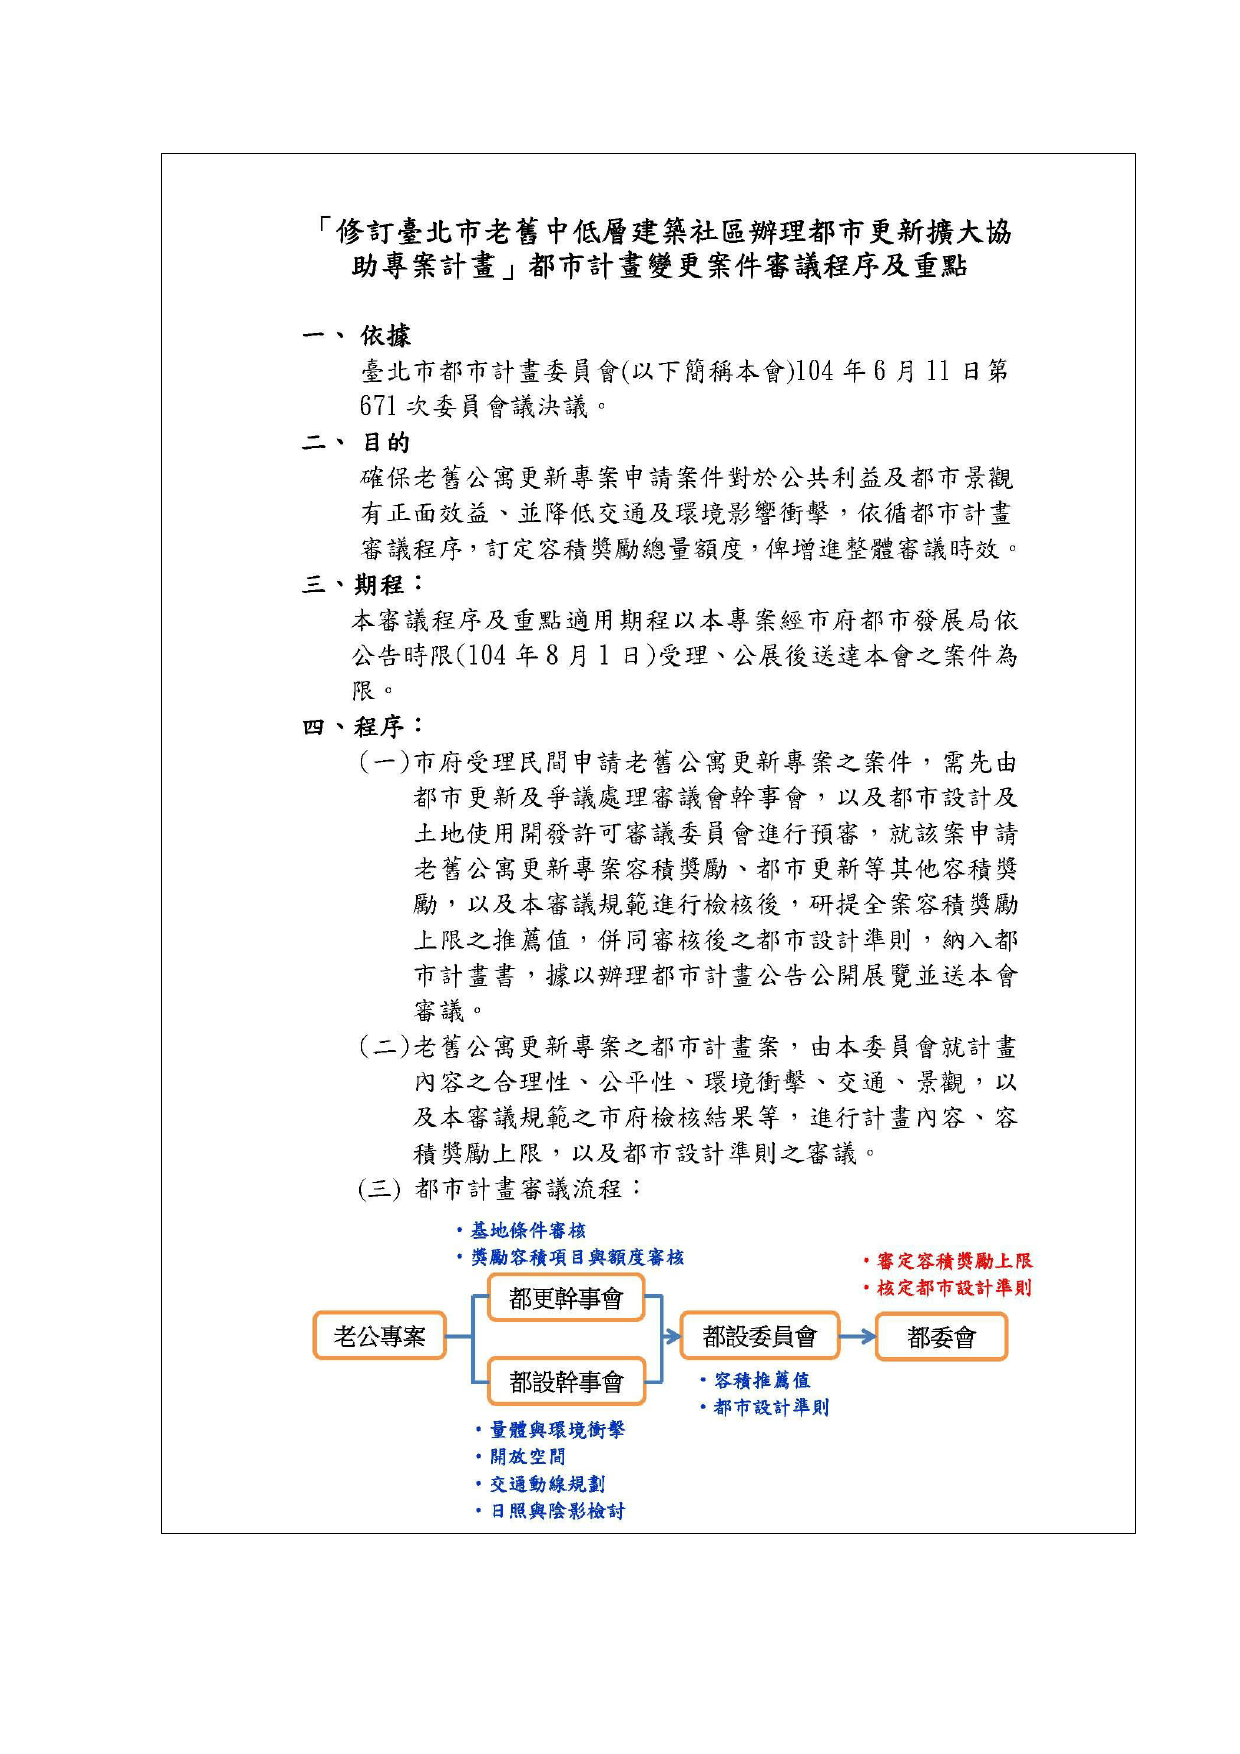 「修訂臺北市老舊中低層建築社區辦理都市更新擴大協
助專案計畫」都市計畫變更案件審議程序及重點
一、 依據
臺北市都市計畫委員會(以下簡稱本會)104 年 6 月 11 日第
671 次委員會議決議。
二、 目的
確保老舊公寓更新專案申請案件對於公共利益及都市景觀
有正面效益、並降低交通及環境影響衝擊，依循都市計畫
審議程序，訂定容積獎勵總量額度，俾增進整體審議時效。
三、期程：
本審議程序及重點適用期程以本專案經市府都市發展局依
公告時限(104 年 8 月 1 日)受理、公展後送達本會之案件為
限。
四、程序：
(一)市府受理民間申請老舊公寓更新專案之案件，需先由
都市更新及爭議處理審議會幹事會，以及都市設計及
土地使用開發許可審議委員會進行預審，就該案申請
老舊公寓更新專案容積獎勵、都市更新等其他容積獎
勵，以及本審議規範進行檢核後，研提全案容積獎勵
上限之推薦值，併同審核後之都市設計準則，納入都
市計畫書，據以辦理都市計畫公告公開展覽並送本會
審議。
(二)老舊公寓更新專案之都市計畫案，由本委員會就計畫
內容之合理性、公平性、環境衝擊、交通、景觀，以
及本審議規範之市府檢核結果等，進行計畫內容、容
積獎勵上限，以及都市設計準則之審議。
(三) 都市計畫審議流程：
・基地條件審核
・獎勵容積項目與額度審核
・審定容積獎勵上限
・核定都市設計準則
都更幹事會
老公專案
都設委員會
都委會
都設幹事會
・容積推薦值
・都市設計準則
・量體與環境衝擊
・開放空間
・交通動線規劃
・日照與陰影檢討